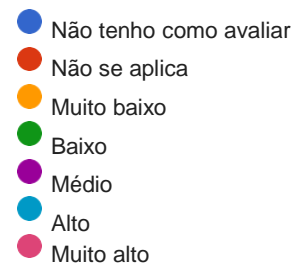 Não tenho como avaliar
Não se aplica
Muito baixo
Baixo
Médio
Alto
Muito alto